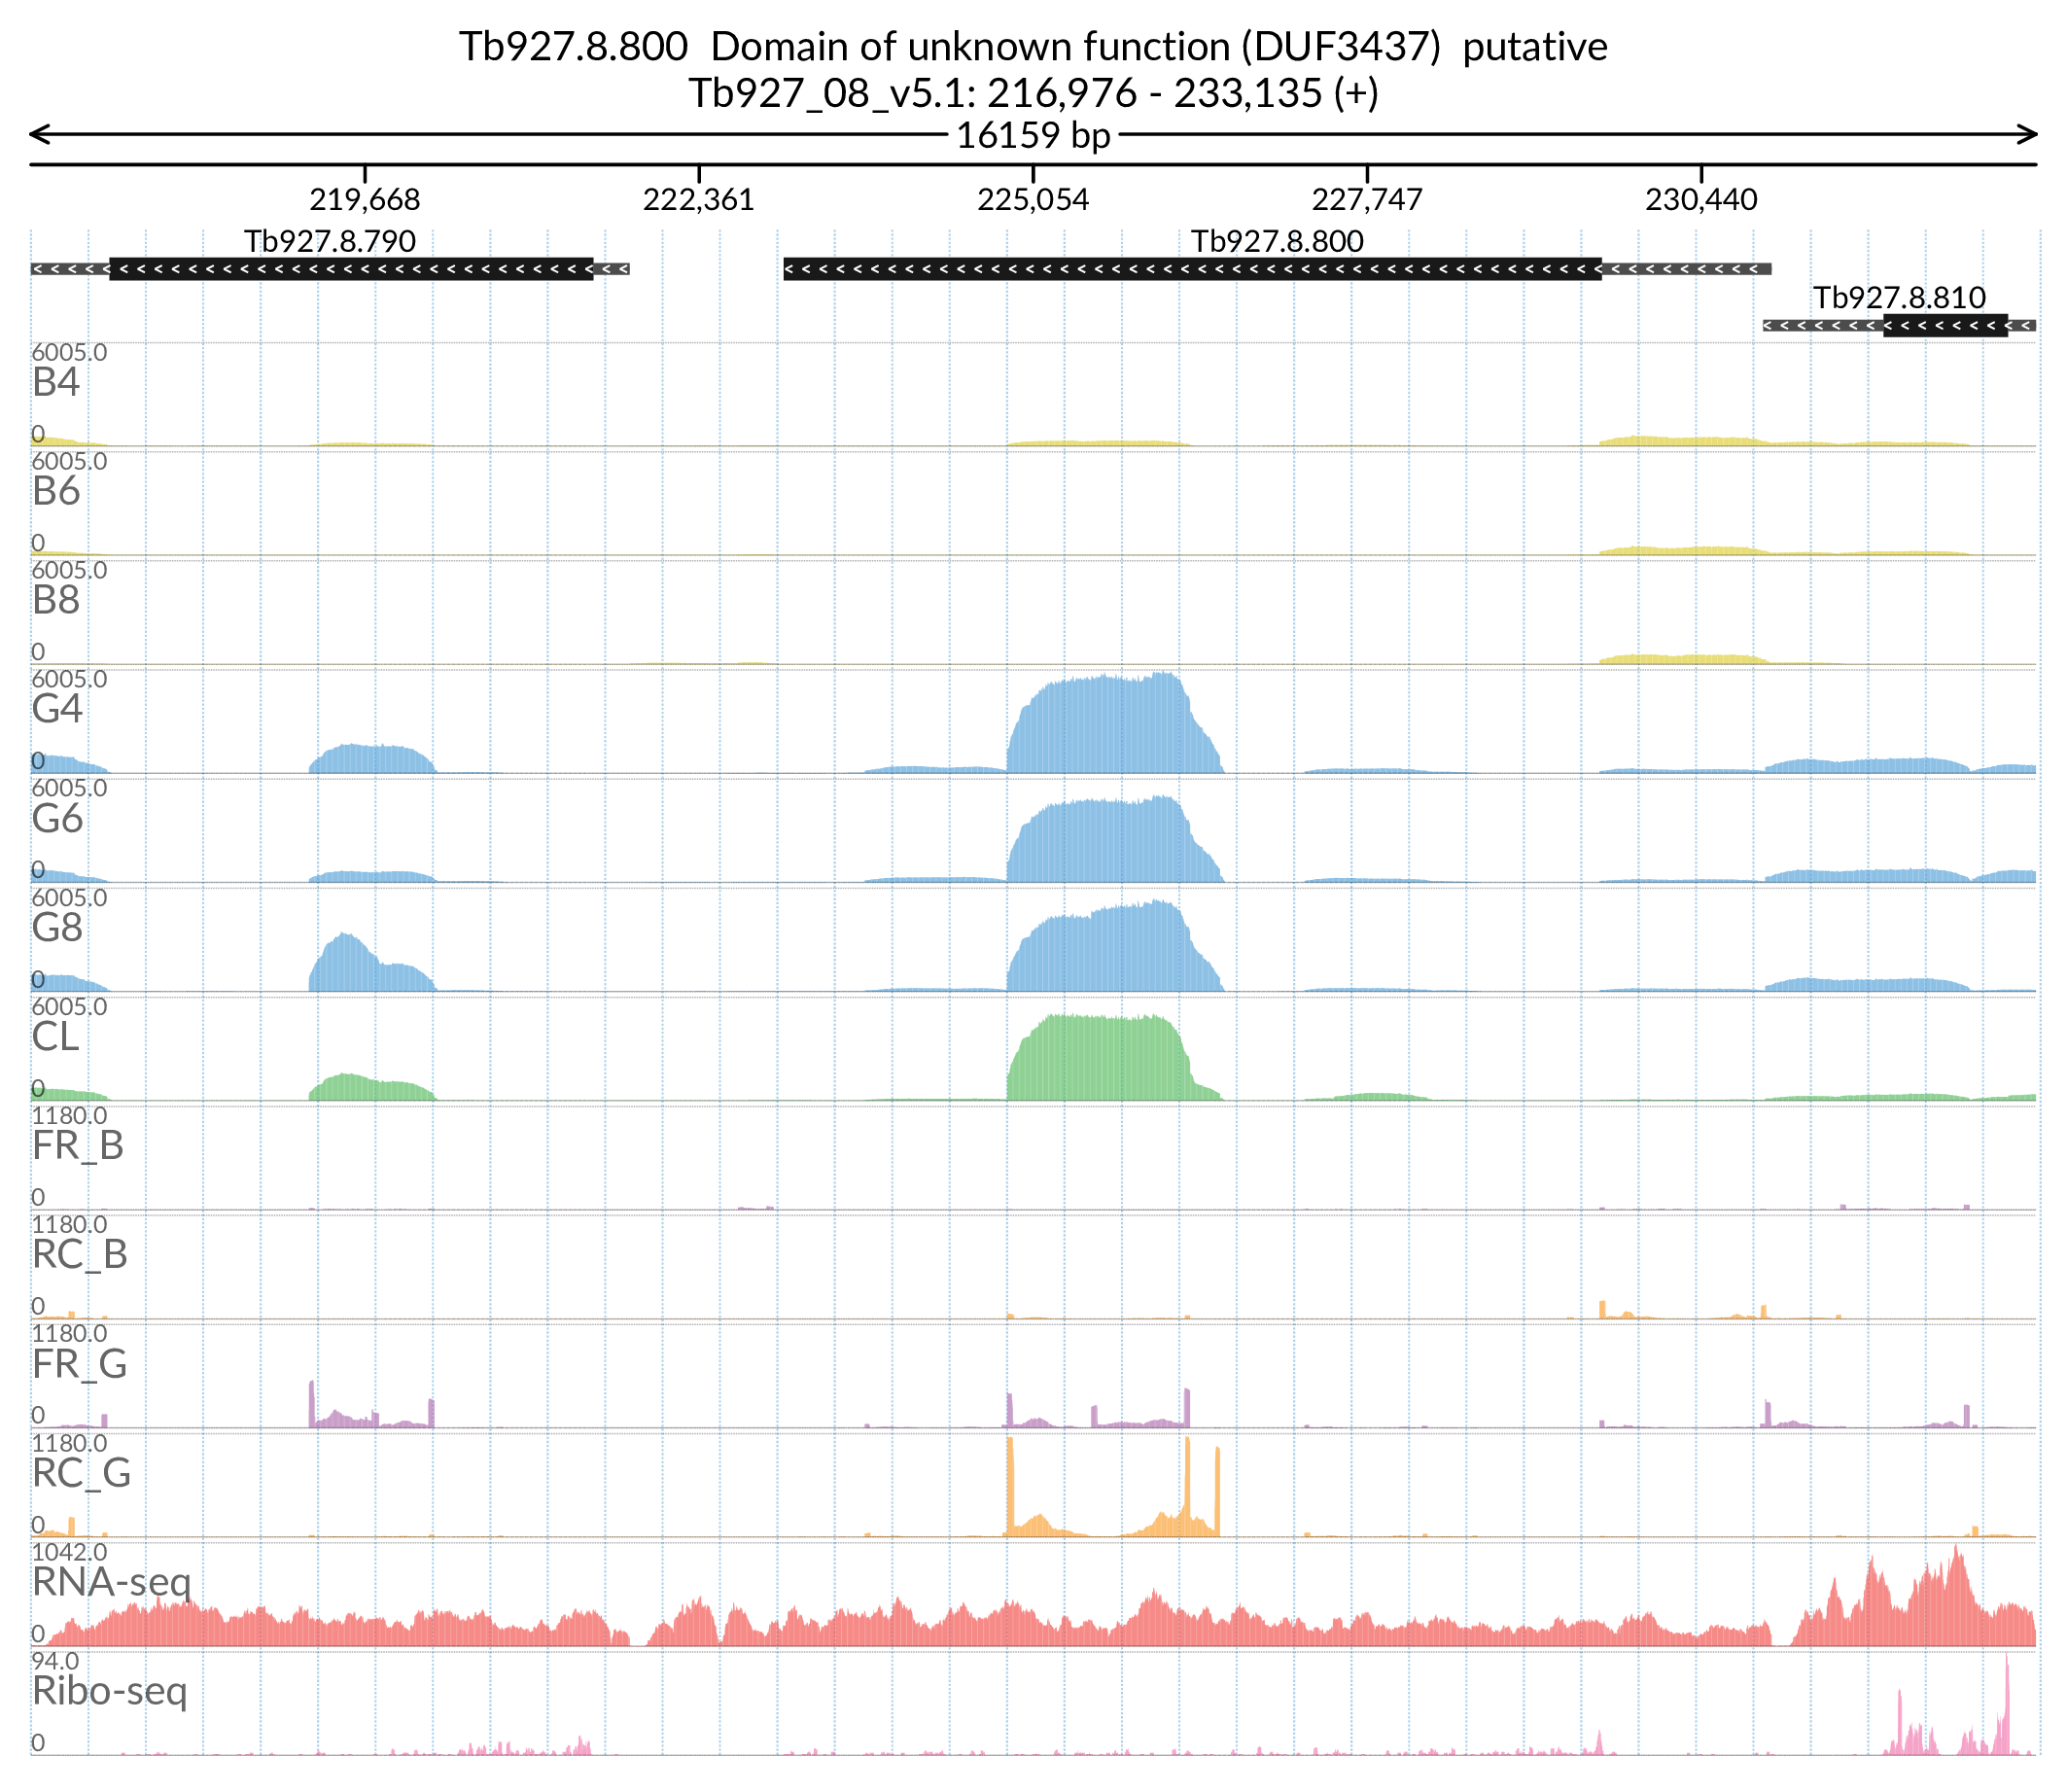 Tb927.8.800 Domain of unknown function (DUF3437) putative
Tb927_08_v5.1: 216,976 - 233,135 (+)
16159 bp
219,668 222,361 225,054 227,747 230,440
Tb927.8.790 Tb927.8.800
Tb927.8.810
6005.0
B4
0
6005.0
B6
0
6005.0
B8
0
6005.0
G4
0
6005.0
G6
0
6005.0
G8
0
6005.0
CL
0
1180.0
FR_B
0
1180.0
RC_B
0
1180.0
FR_G
0
1180.0
RC_G
0
1042.0
RNA-seq
0
94.0
Ribo-seq
0